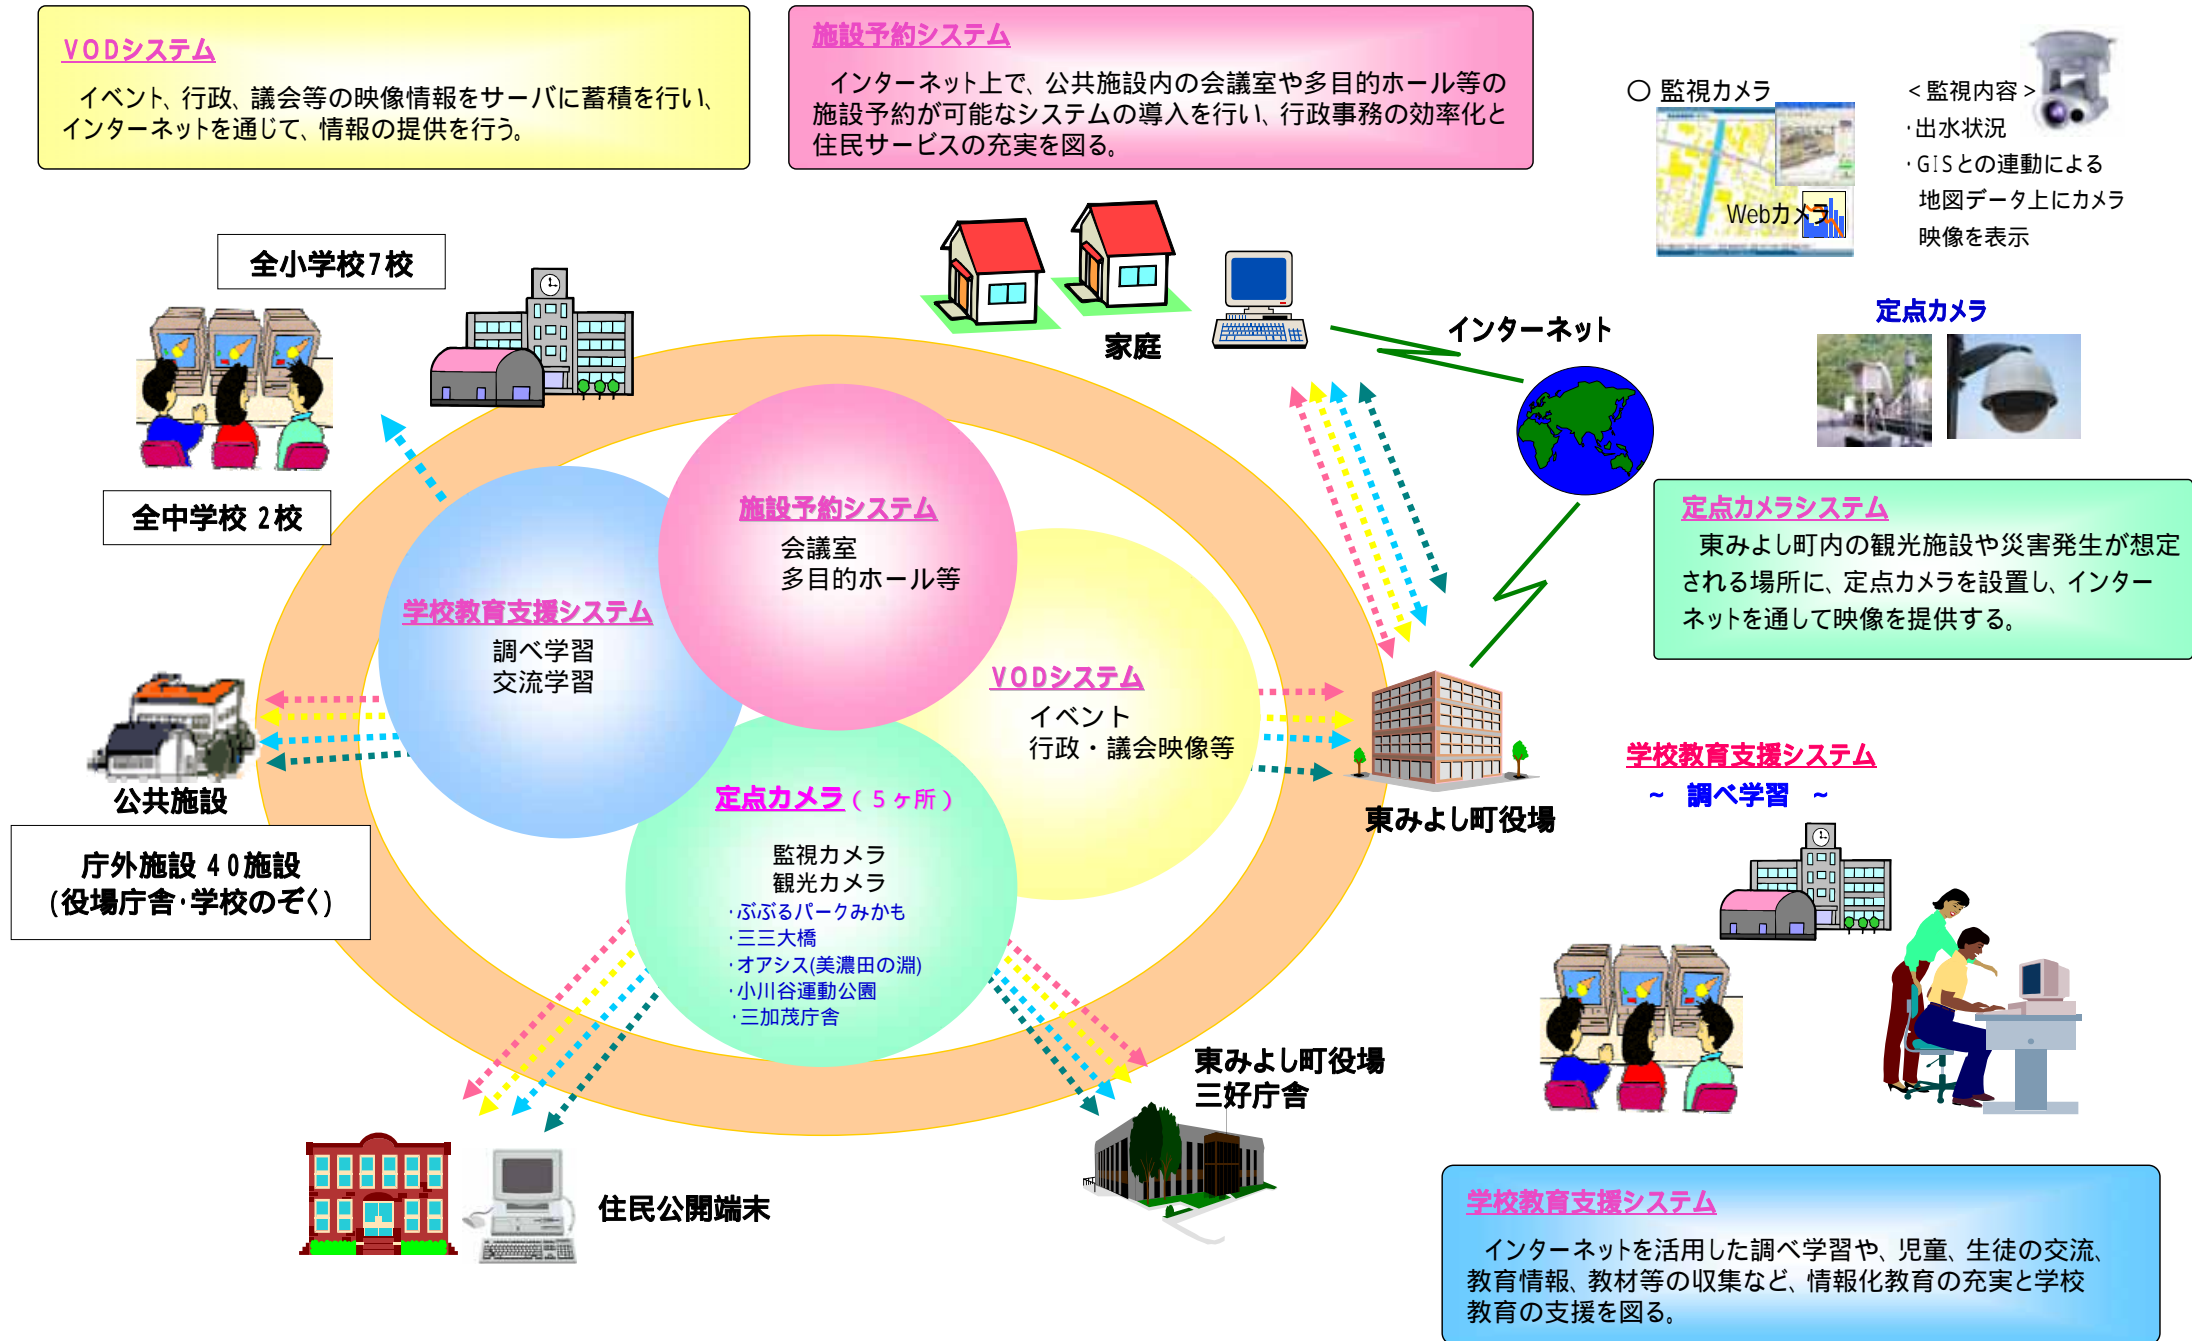 VODシステム
イベント、行政、議会等の映像情報をサーバに蓄積を行い、
インターネットを通じて、情報の提供を行う。
施設予約システム
インターネット上で、公共施設内の会議室や多目的ホール等の
施設予約が可能なシステムの導入を行い、行政事務の効率化と
住民サービスの充実を図る。
○ 監視カメラ
Webカメラ
<監視内容>
・出水状況
・GISとの連動による
地図データ上にカメラ
映像を表示
全小学校7校
全中学校 2校
家庭
インターネット
定点カメラ
定点カメラシステム
東みよし町内の観光施設や災害発生が想定
される場所に、定点カメラを設置し、インター
ネットを通して映像を提供する。
施設予約システム
会議室
多目的ホール等
学校教育支援システム
調べ学習
交流学習
VODシステム
イベント
行政・議会映像等
定点カメラ(5ヶ所)
監視カメラ
観光カメラ
・ぶぶるパークみかも
・三三大橋
・オアシス(美濃田の淵)
・小川谷運動公園
・三加茂庁舎
公共施設
庁外施設 40施設
(役場庁舎・学校のぞく)
東みよし町役場
学校教育支援システム
~ 調べ学習 ~
東みよし町役場
三好庁舎
住民公開端末
学校教育支援システム
インターネットを活用した調べ学習や、児童、生徒の交流、
教育情報、教材等の収集など、情報化教育の充実と学校
教育の支援を図る。